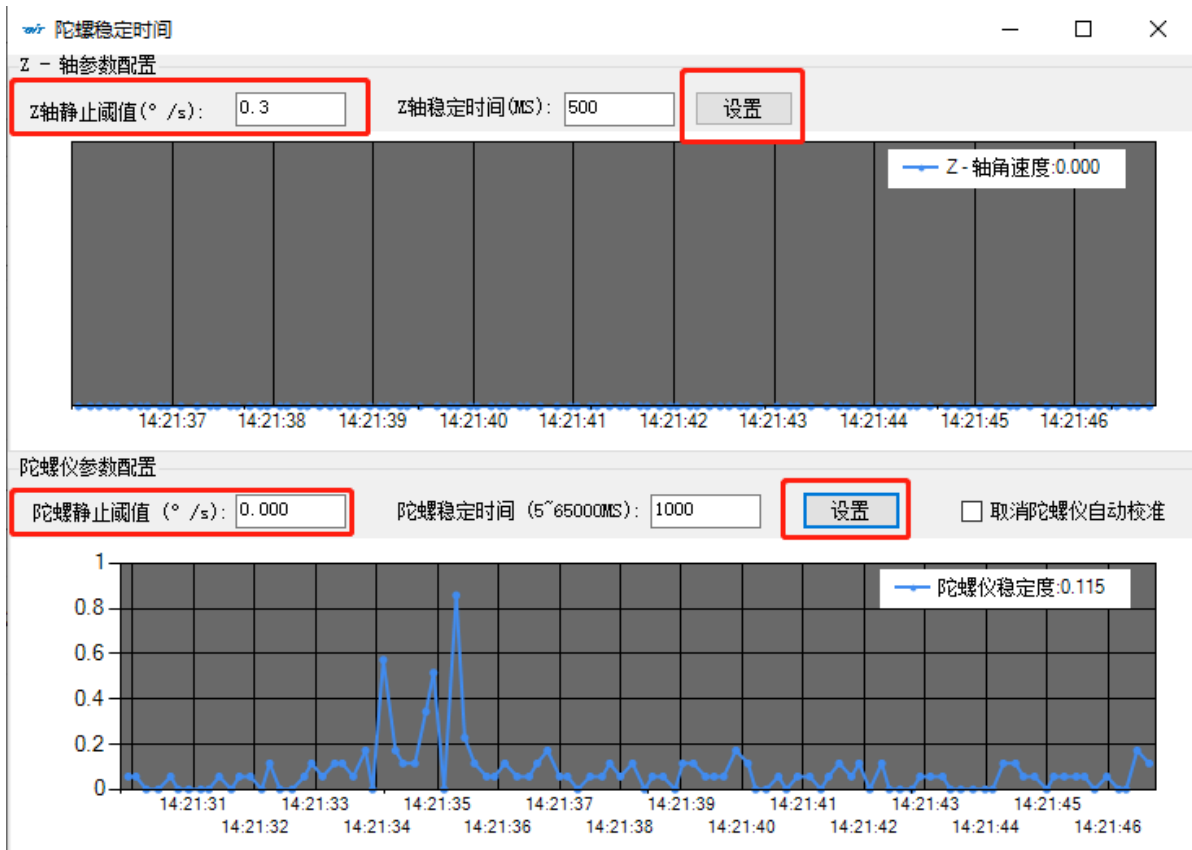 陀螺稳定时间
Z - 轴参数配置
Z轴静止阈值(° /s): 0.3 Z轴稳定时间(MS): 500 设置
Z - 轴角速度:0.000
14:21:37 14:21:38 14:21:39 14:21:40 14:21:41 14:21:42 14:21:43 14:21:44 14:21:45 14:21:46
陀螺仪参数配置
陀螺静止阈值 (° /s): 0.000 陀螺稳定时间 (5~65000MS): 1000 设置 取消陀螺仪自动校准
陀螺仪稳定度:0.115
1
0.8
0.6
0.4
0.2
0
14:21:31 14:21:33 14:21:35 14:21:37 14:21:39 14:21:41 14:21:43 14:21:45
14:21:32 14:21:34 14:21:36 14:21:38 14:21:40 14:21:42 14:21:44 14:21:46